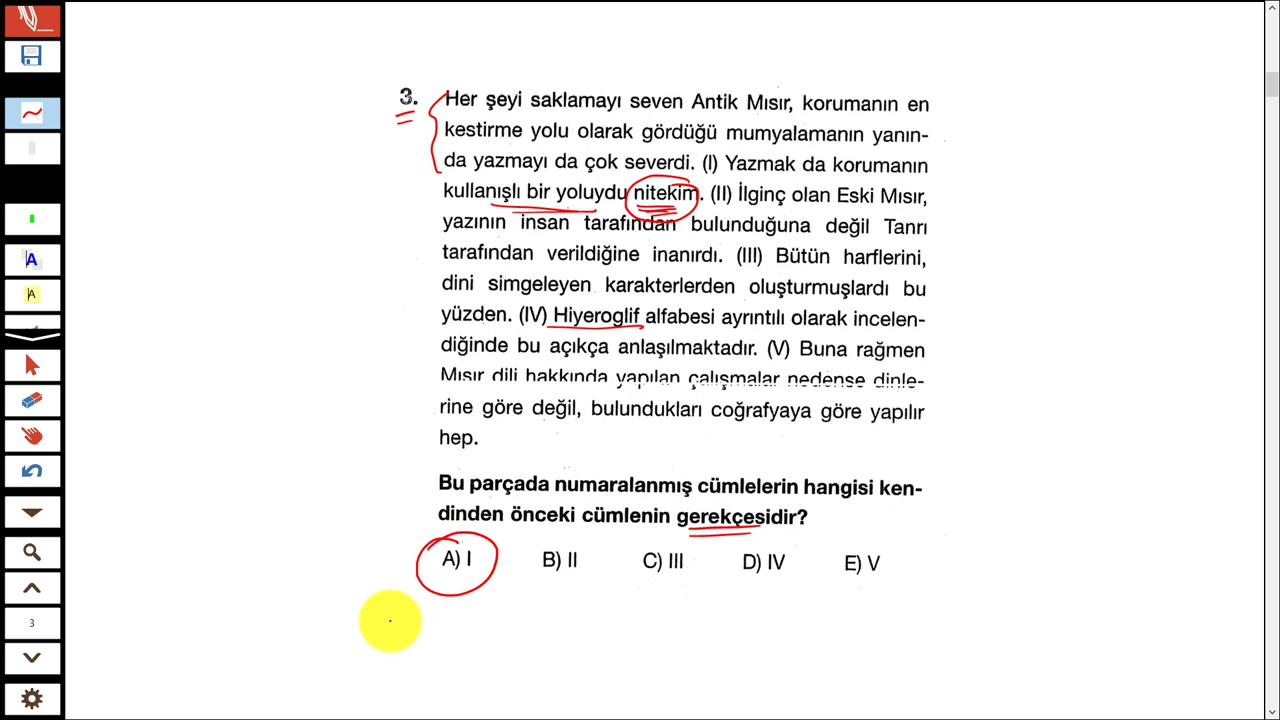 3. Her şeyi saklamayı seven Antik Mısır, korumanın en
kestirme yolu olarak gördüğü mumyalamanın yanın-
da yazmayı da çok severdi. (I) Yazmak da korumanın
kullanışlı bir yoluydu nitekim. (II) İlginç olan Eski Mısır,
yazının insan tarafından bulunduğuna değil Tanrı
tarafından verildiğine inanırdı. (III) Bütün harflerini,
dini simgeleyen karakterlerden oluşturmuşlardı bu
yüzden. (IV) Hiyeroglif alfabesi ayrıntılı olarak incelen-
diğinde bu açıkça anlaşılmaktadır. (V) Buna rağmen
Mısır dili hakkında yapılan çalışmalar nedense dinle-
rine göre değil, bulundukları coğrafyaya göre yapılır
hep.
Bu parçada numaralanmış cümlelerin hangisi ken-
dinden önceki cümlenin gerekçesidir?
A) I B) II C) III D) IV E) V
A
A
3